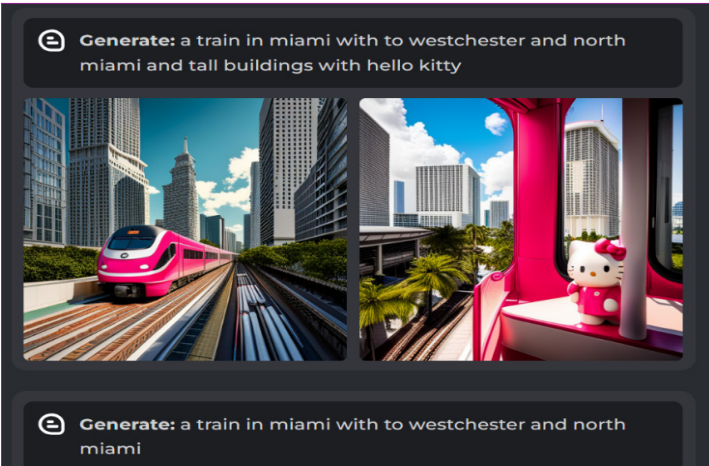 Generate: a train in miami with to westchester and north
miami and tall buildings with hello kitty
Generate: a train in miami with to westchester and north
miami